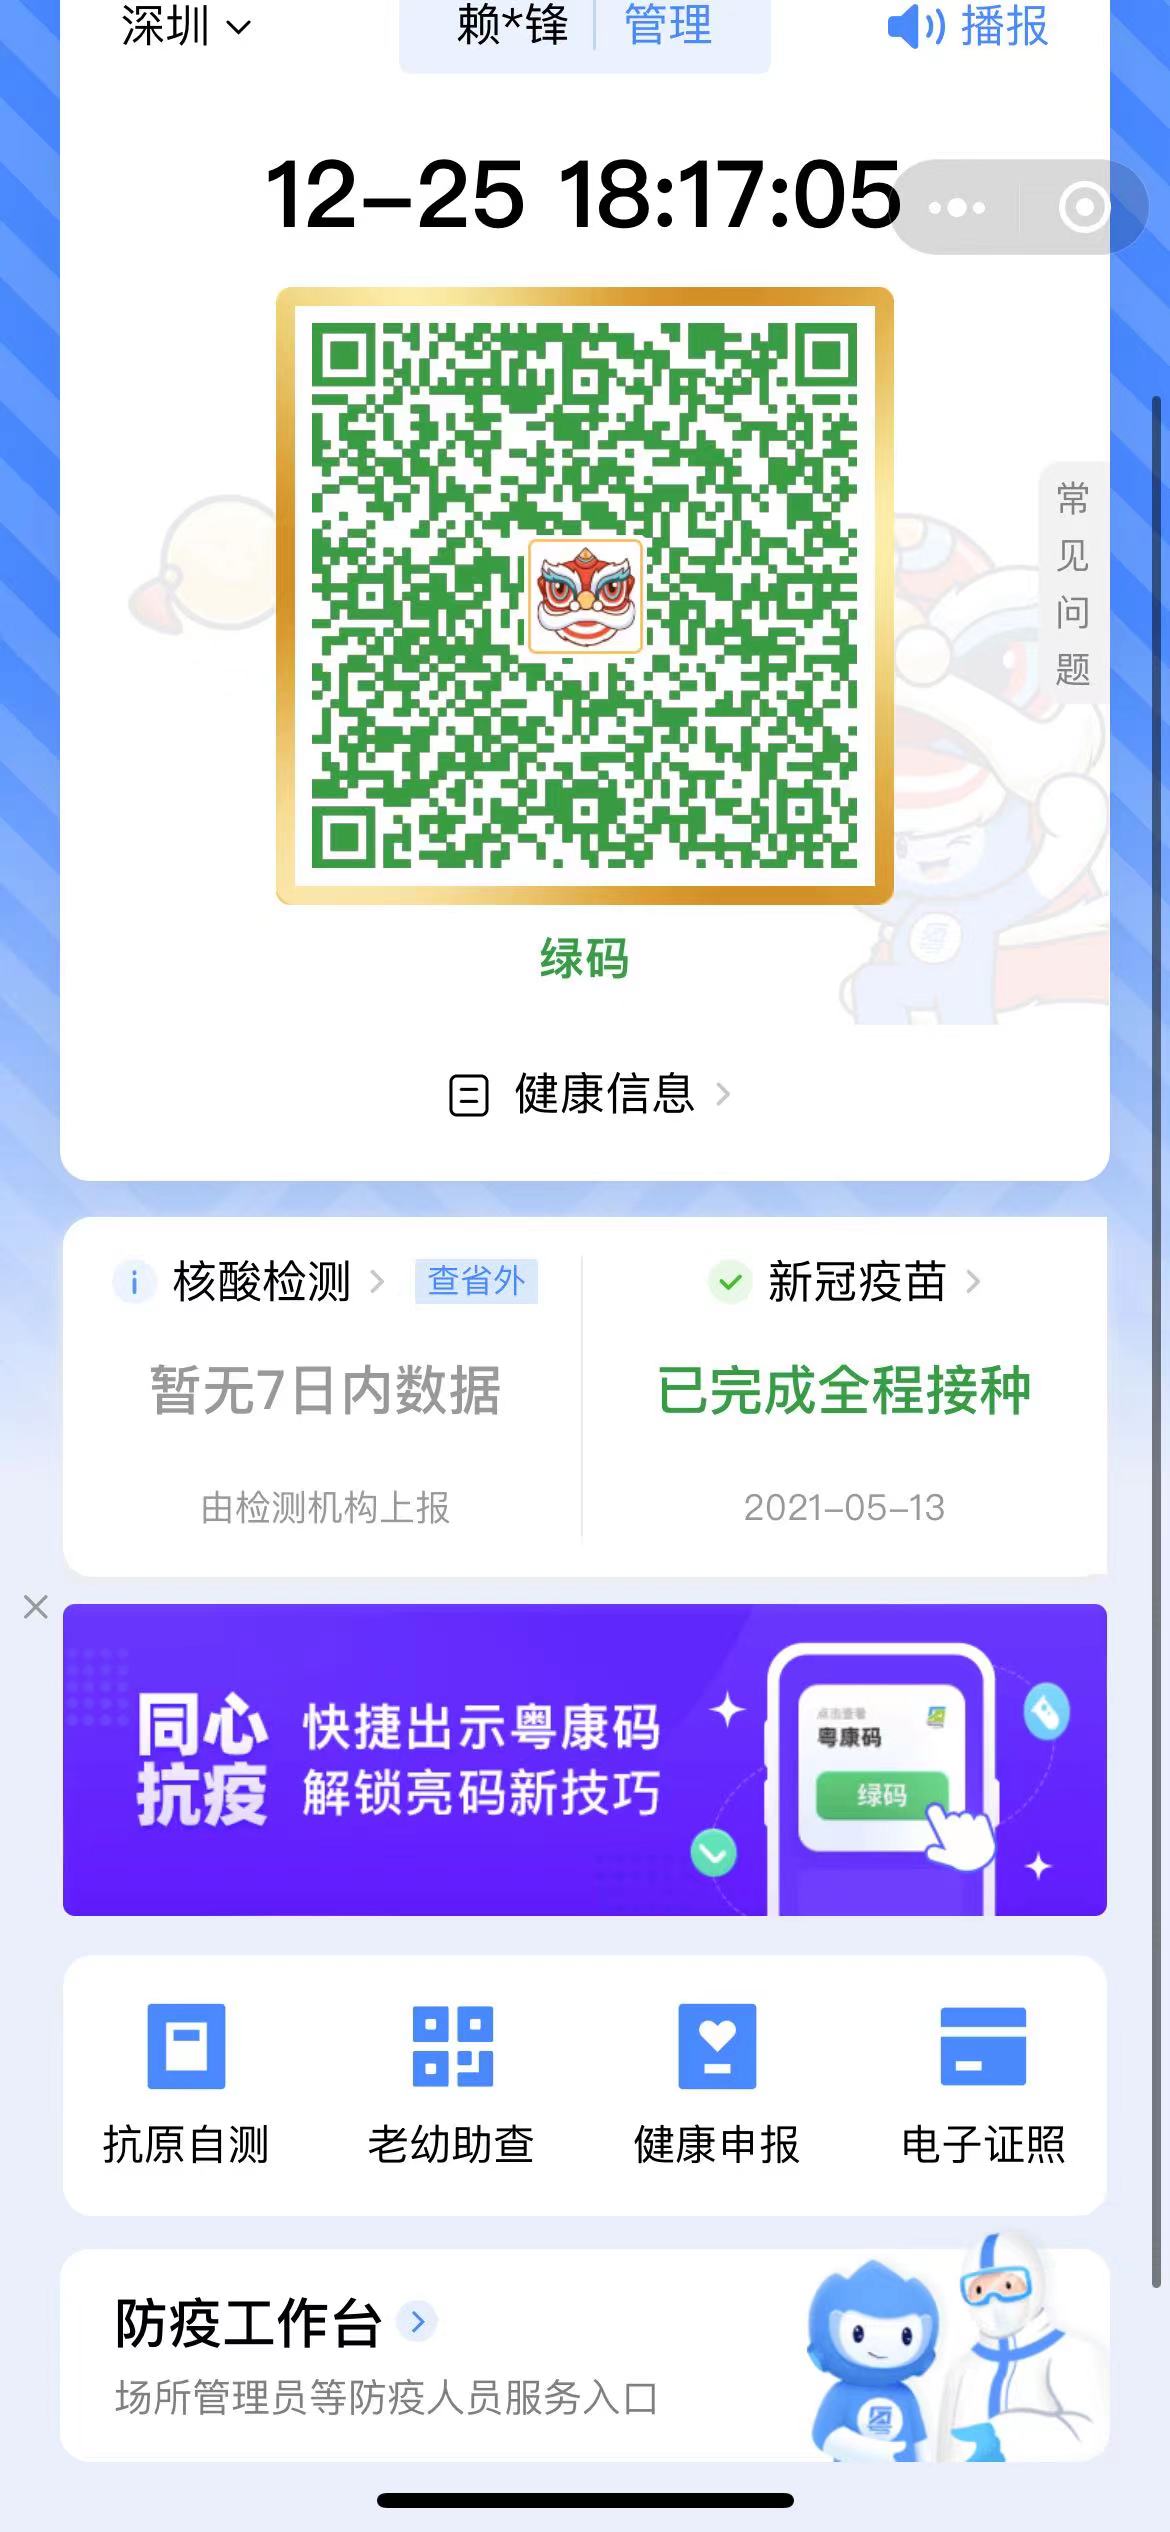 深圳
赖*锋 管理
播报
12-25 18:17:05
常见问题
绿码
健康信息
核酸检测 查省外
暂无7日内数据
由检测机构上报
新冠疫苗
已完成全程接种
2021-05-13
同心
抗疫
快捷出示粤康码
解锁亮码新技巧
点击查看
粤康码
绿码
抗原自测
老幼助查
健康申报
电子证照
防疫工作台
场所管理员等防疫人员服务入口